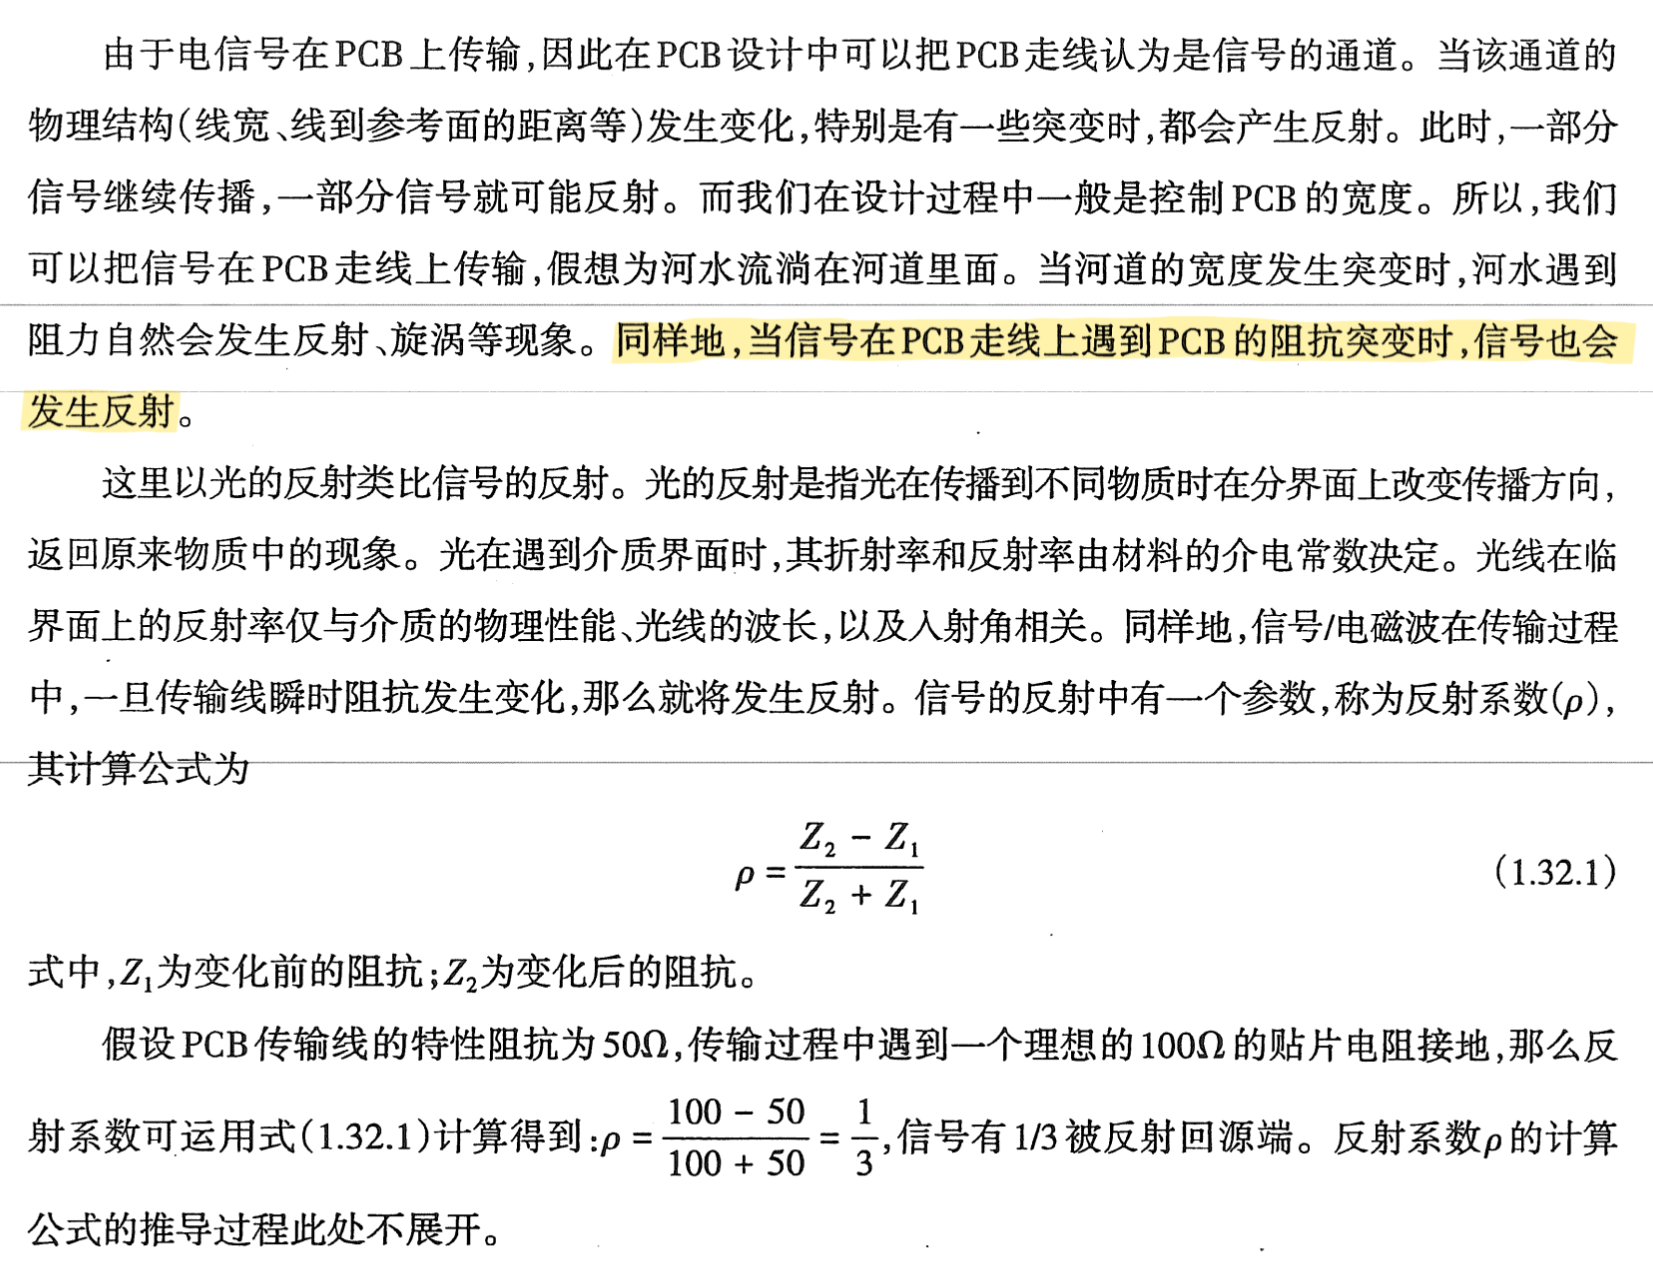 由于电信号在PCB上传输,因此在PCB设计中可以把PCB走线认为是信号的通道。当该通道的
物理结构(线宽、线到参考面的距离等)发生变化,特别是有一些突变时,都会产生反射。此时,一部分
信号继续传播,一部分信号就可能反射。而我们在设计过程中一般是控制PCB的宽度。所以,我们
可以把信号在PCB走线上传输,假想为河水流淌在河道里面。当河道的宽度发生突变时,河水遇到
阻力自然会发生反射、旋涡等现象。同样地,当信号在PCB走线上遇到PCB的阻抗突变时,信号也会
发生反射。
这里以光的反射类比信号的反射。光的反射是指光在传播到不同物质时在分界面上改变传播方向,
返回原来物质中的现象。光在遇到介质界面时,其折射率和反射率由材料的介电常数决定。光线在临
界面上的反射率仅与介质的物理性能、光线的波长,以及入射角相关。同样地,信号/电磁波在传输过程
中,一旦传输线瞬时阻抗发生变化,那么就将发生反射。信号的反射中有一个参数,称为反射系数(ρ),
其计算公式为
ρ = (Z₂ − Z₁) / (Z₂ + Z₁) (1.32.1)
式中,Z₁为变化前的阻抗;Z₂为变化后的阻抗。
假设PCB传输线的特性阻抗为50Ω,传输过程中遇到一个理想的100Ω的贴片电阻接地,那么反
射系数可运用式(1.32.1)计算得到:ρ = (100 − 50) / (100 + 50) = 1/3,信号有1/3被反射回源端。反射系数ρ的计算
公式的推导过程此处不展开。